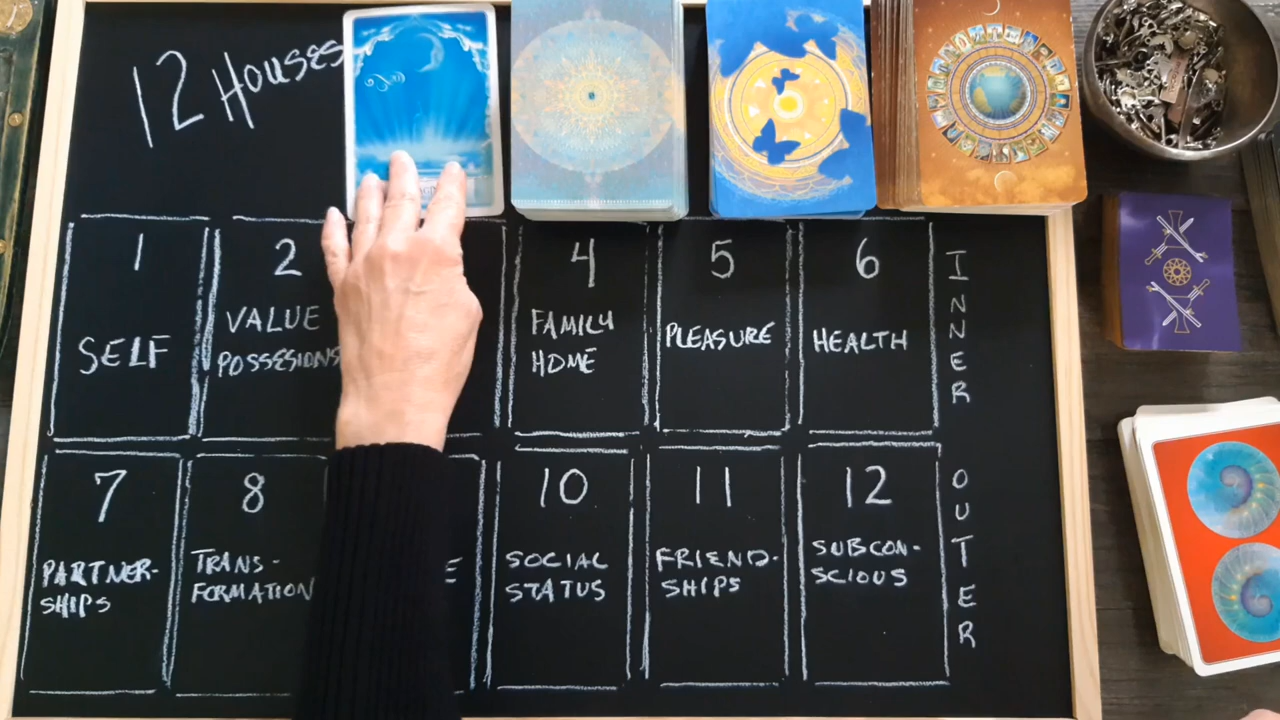 12 Houses
1
SELF
2
VALUE
POSSESIONS
4
FAMILY
HOME
5
PLEASURE
6
HEALTH
INNER
7
PARTNER-
SHIPS
8
TRANS-
FORMATION
E
10
SOCIAL
STATUS
11
FRIEND-
SHIPS
12
SUBCON-
SCIOUS
OUTER